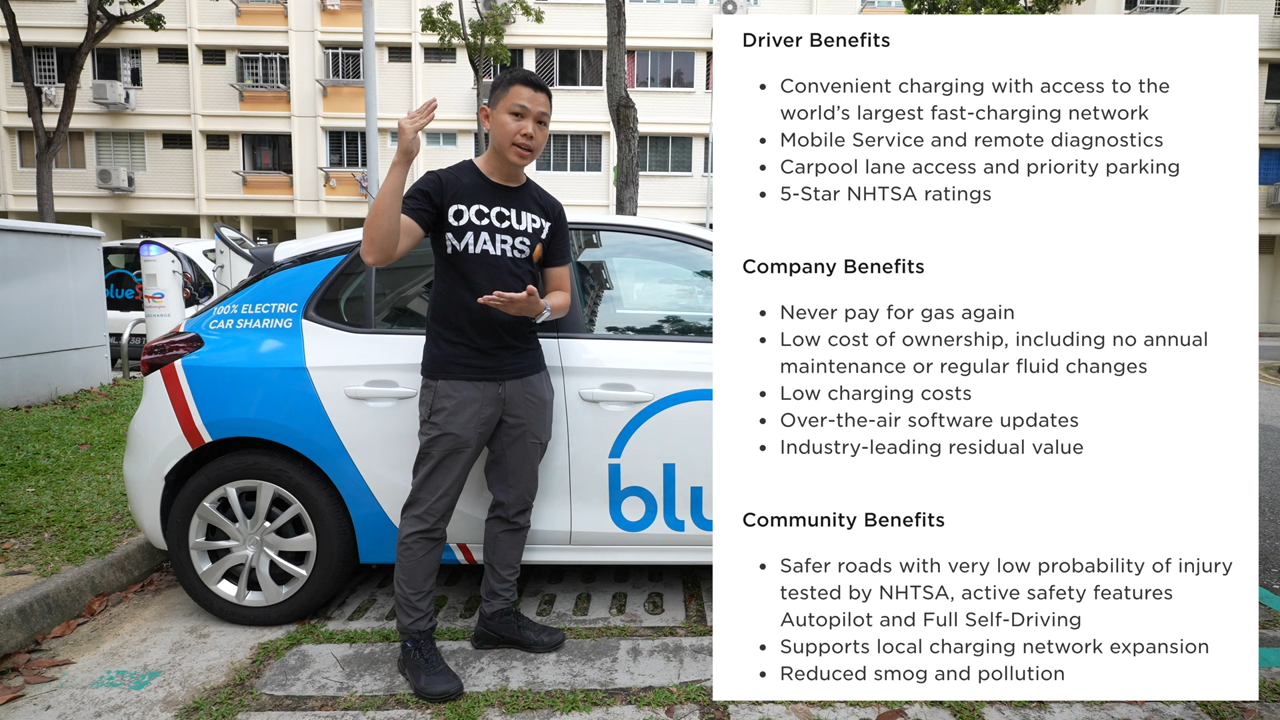 Driver Benefits
Convenient charging with access to the
world’s largest fast-charging network
Mobile Service and remote diagnostics
Carpool lane access and priority parking
5-Star NHTSA ratings
Company Benefits
Never pay for gas again
Low cost of ownership, including no annual
maintenance or regular fluid changes
Low charging costs
Over-the-air software updates
Industry-leading residual value
Community Benefits
Safer roads with very low probability of injury
tested by NHTSA, active safety features
Autopilot and Full Self-Driving
Supports local charging network expansion
Reduced smog and pollution
OCCUPY
MARS
100% ELECTRIC
CAR SHARING
blu
blueS